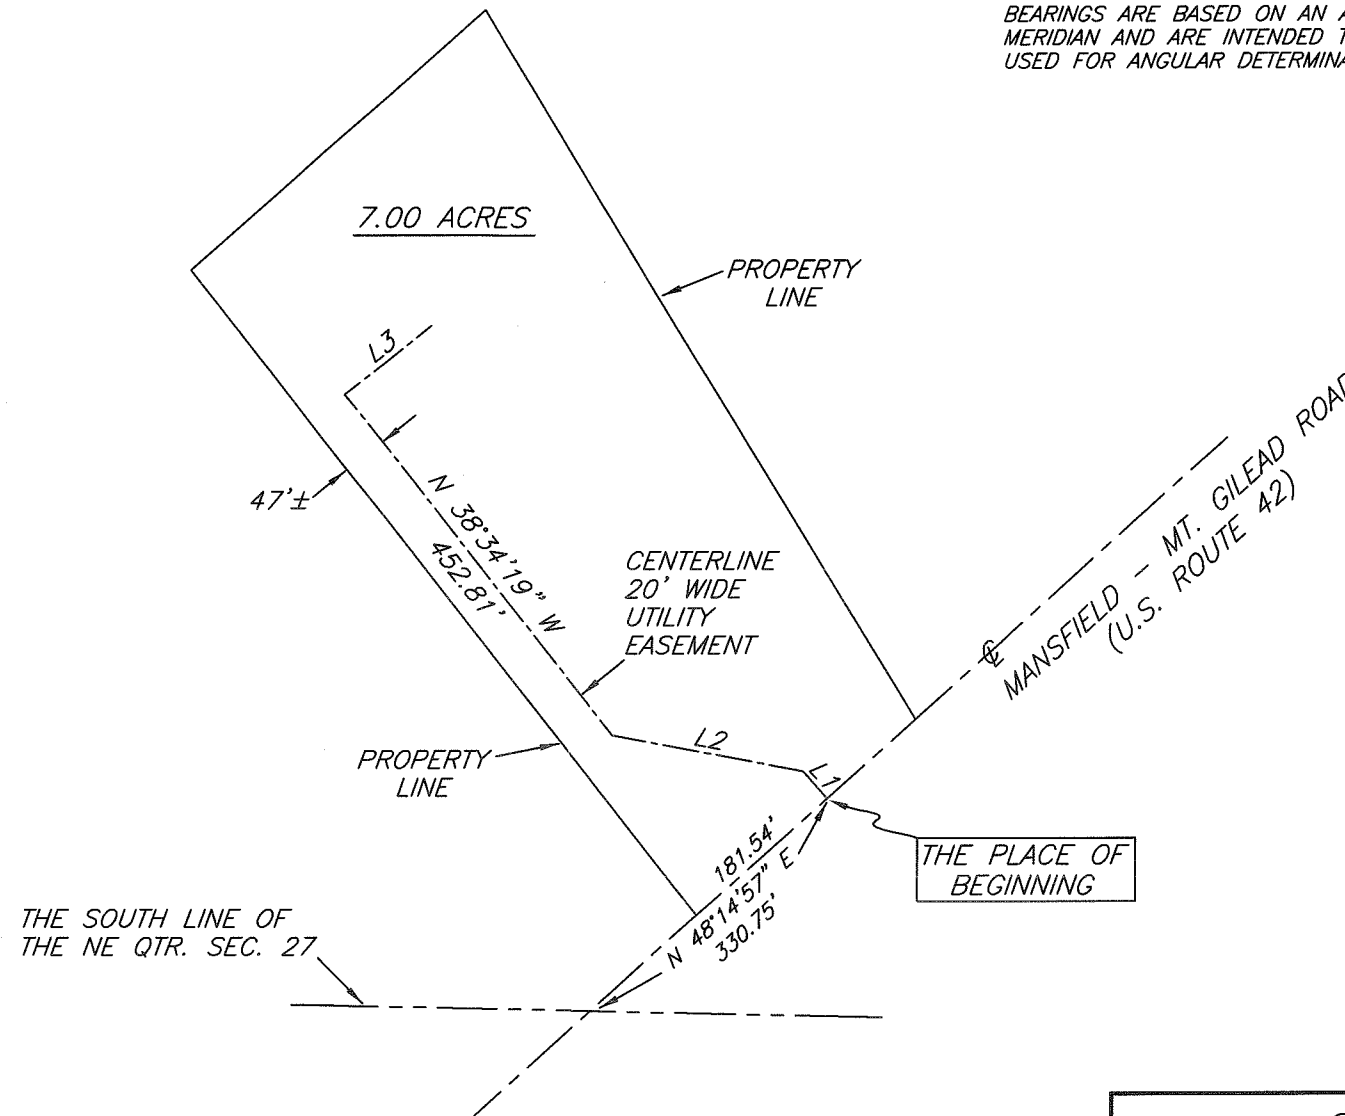 BEARINGS ARE BASED ON AN
MERIDIAN AND ARE INTENDED
USED FOR ANGULAR
7.00 ACRES
PROPERTY
LINE
L3
47'±
N 38°34'19" W
452.81'
CENTERLINE
20' WIDE
UTILITY
EASEMENT
MANSFIELD - MT. GILEAD ROAD
(U.S. ROUTE 42)
L2
L1
PROPERTY
LINE
181.54'
N 48°14'57" E
330.75'
THE PLACE OF
BEGINNING
THE SOUTH LINE OF
THE NE QTR. SEC. 27